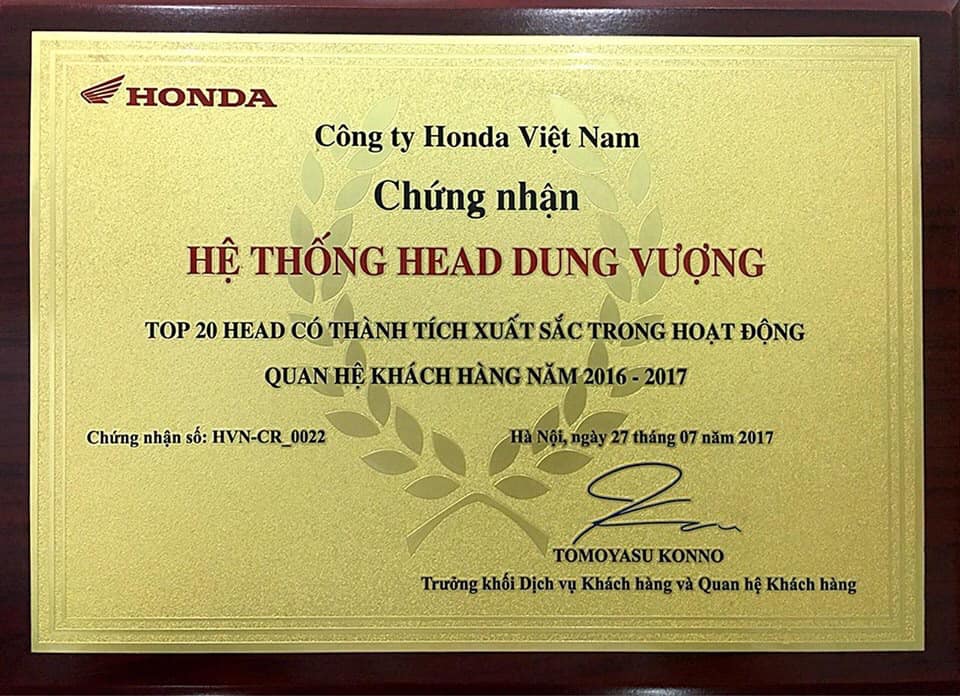 HONDA
Công ty Honda Việt Nam
Chứng nhận
HỆ THỐNG HEAD DUNG VƯỢNG
TOP 20 HEAD CÓ THÀNH TÍCH XUẤT SẮC TRONG HOẠT ĐỘNG
QUAN HỆ KHÁCH HÀNG NĂM 2016 - 2017
Chứng nhận số: HVN-CR_0022
Hà Nội, ngày 27 tháng 07 năm 2017
TOMOYASU KONNO
Trưởng khối Dịch vụ Khách hàng và Quan hệ Khách hàng